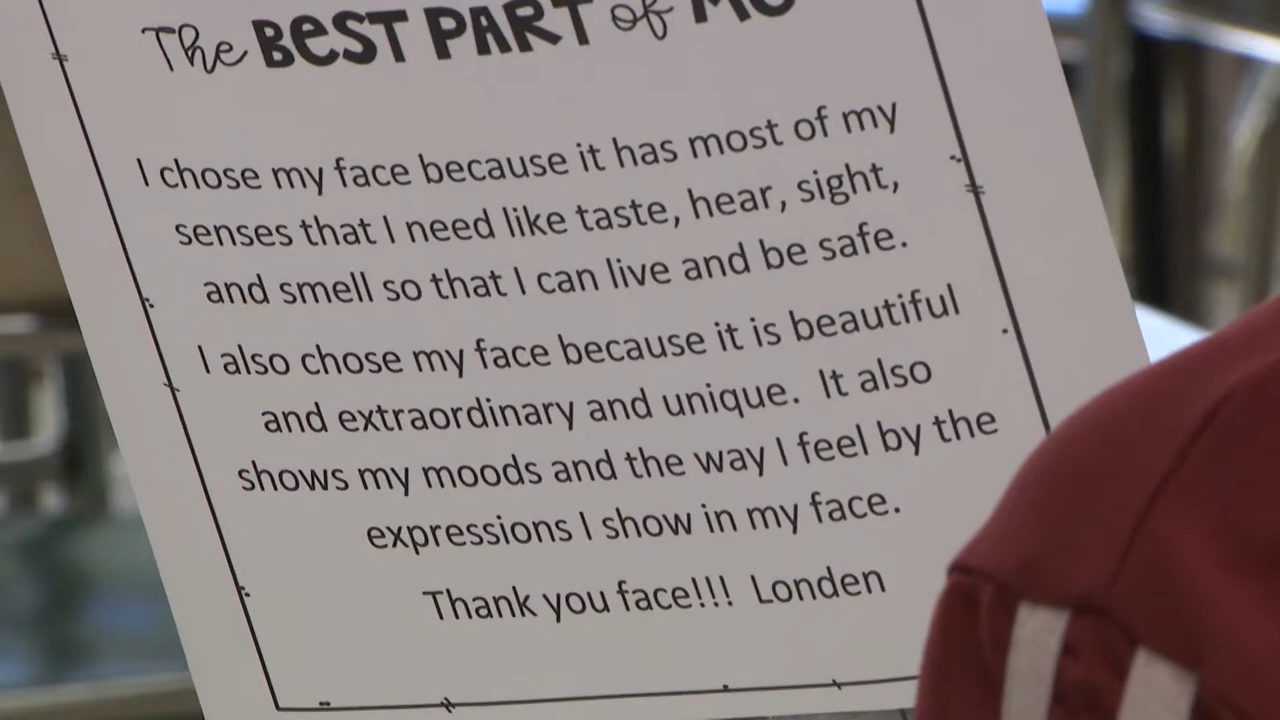 The BEST PART of Me
I chose my face because it has most of my
senses that I need like taste, hear, sight,
and smell so that I can live and be safe.
I also chose my face because it is beautiful
and extraordinary and unique. It also
shows my moods and the way I feel by the
expressions I show in my face.
Thank you face!!! Londen